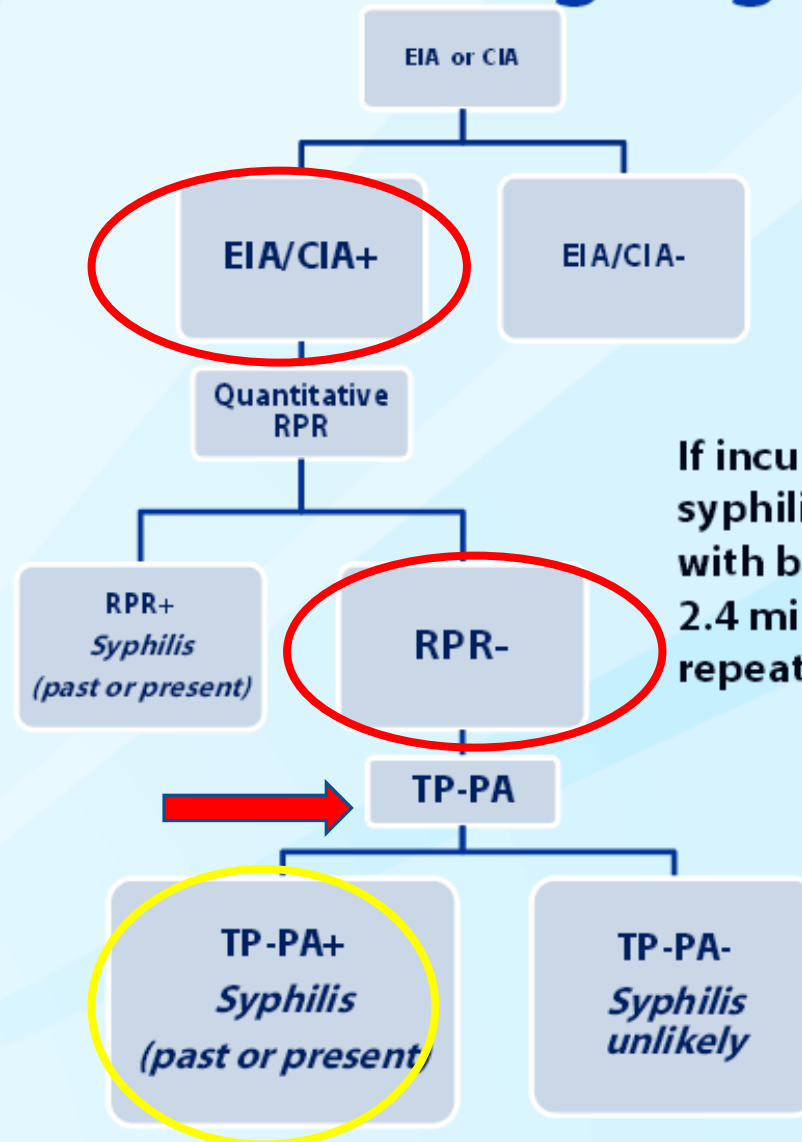 EIA or CIA
EIA/CIA+
EIA/CIA-
Quantitative
RPR
If incu
syphili
with b
2.4 mi
repeat
RPR+
Syphilis
(past or present)
RPR-
TP-PA
TP-PA+
Syphilis
(past or present)
TP-PA-
Syphilis
unlikely